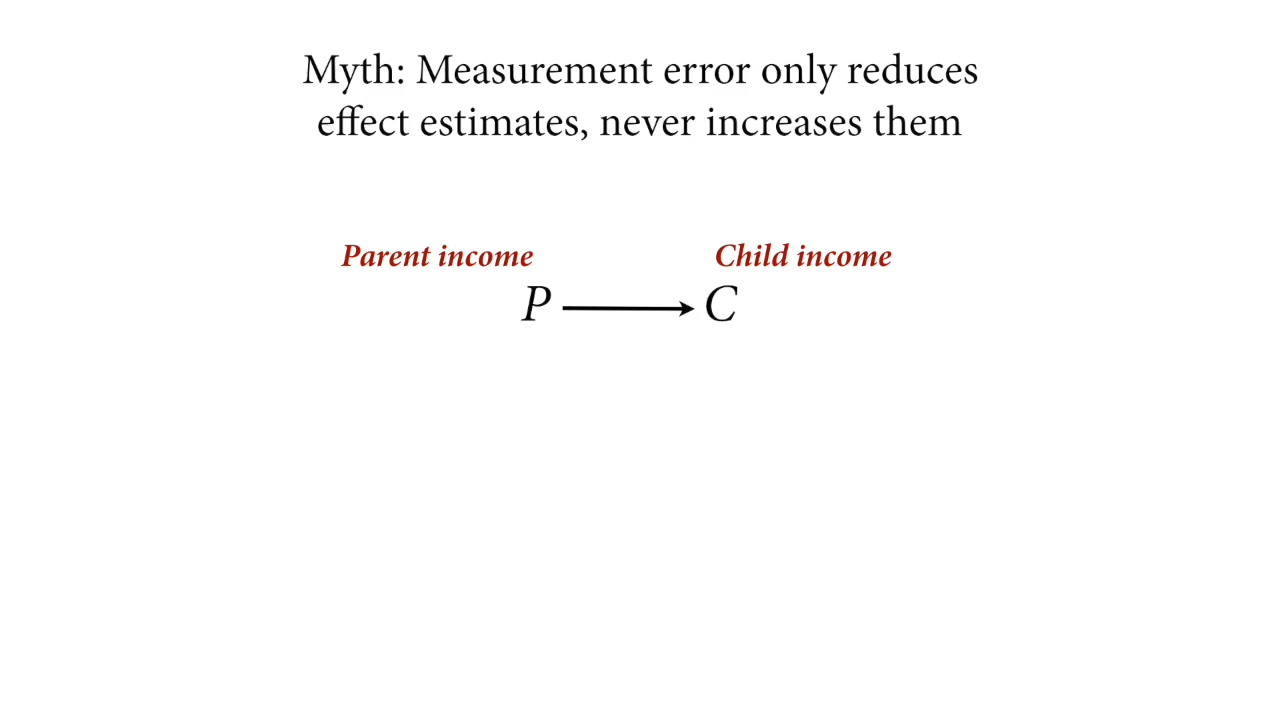 Myth: Measurement error only reduces
effect estimates, never increases them
Parent income
Child income
P
C